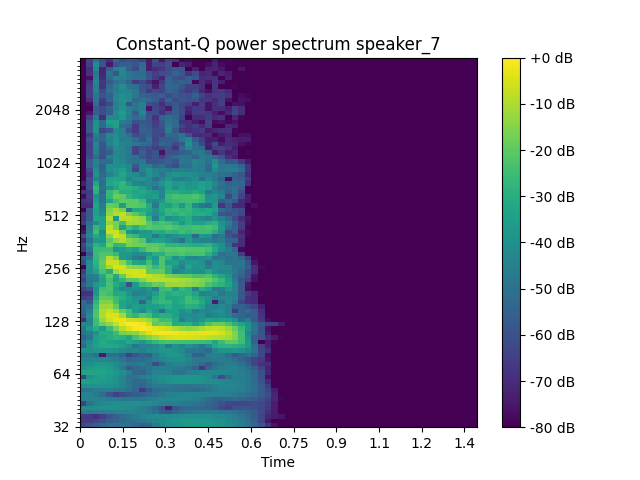 Constant-Q power spectrum speaker_7
Hz
2048
1024
512
256
128
64
32
0 0.15 0.3 0.45 0.6 0.75 0.9 1.1 1.2 1.4
Time
+0 dB
-10 dB
-20 dB
-30 dB
-40 dB
-50 dB
-60 dB
-70 dB
-80 dB